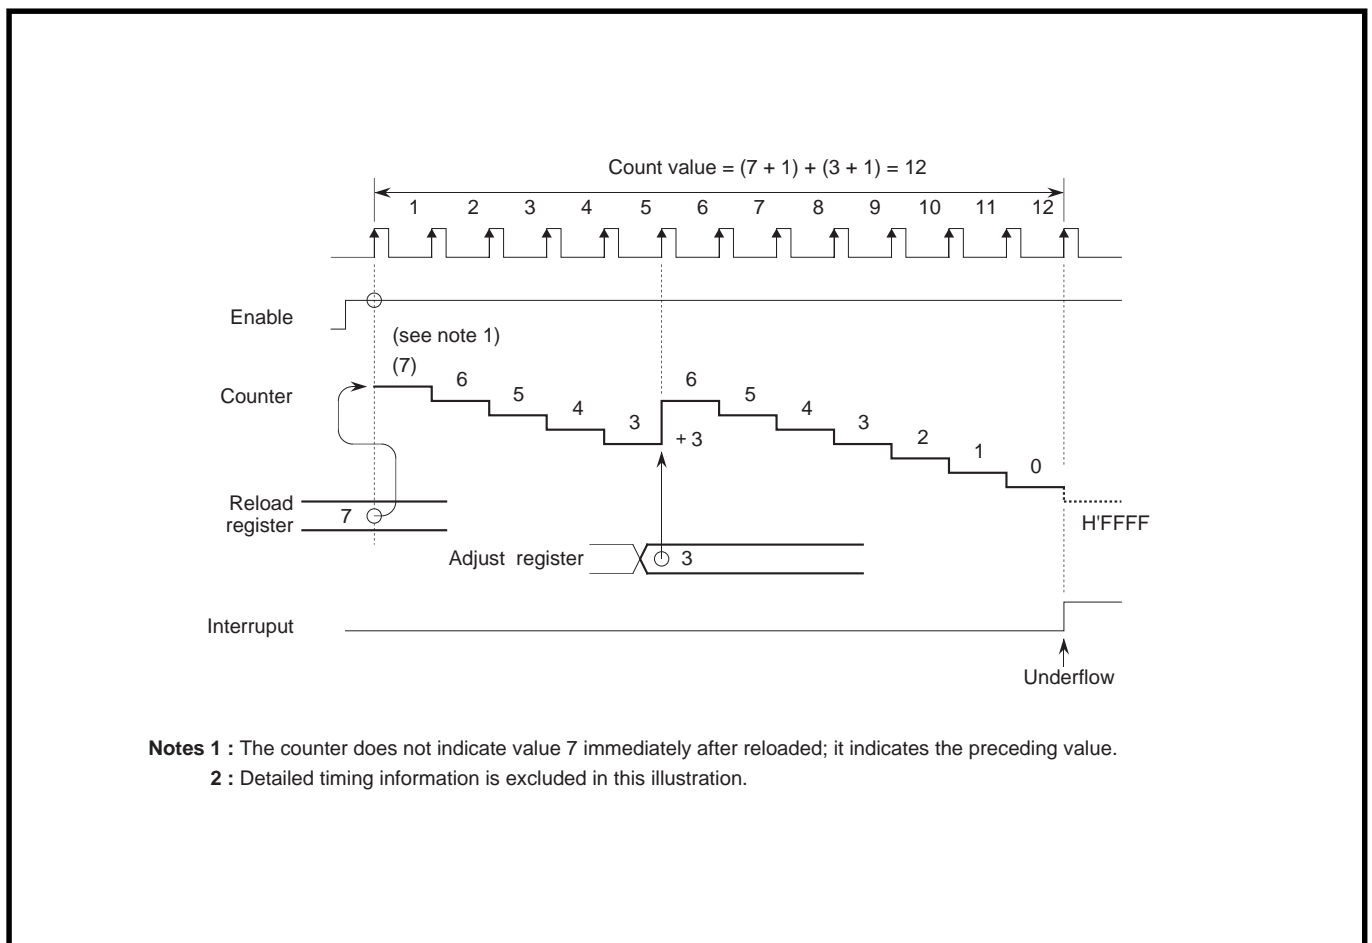 Count value = (7 + 1) + (3 + 1) = 12
1 2 3 4 5 6 7 8 9 10 11 12
Enable
(see note 1)
(7)
Counter
6 5 4 3 6 5 4 3 2 1 0
+ 3
Reload
register
7
H'FFFF
Adjust register
3
Interruput
Underflow
Notes 1 : The counter does not indicate value 7 immediately after reloaded; it indicates the preceding value.
2 : Detailed timing information is excluded in this illustration.